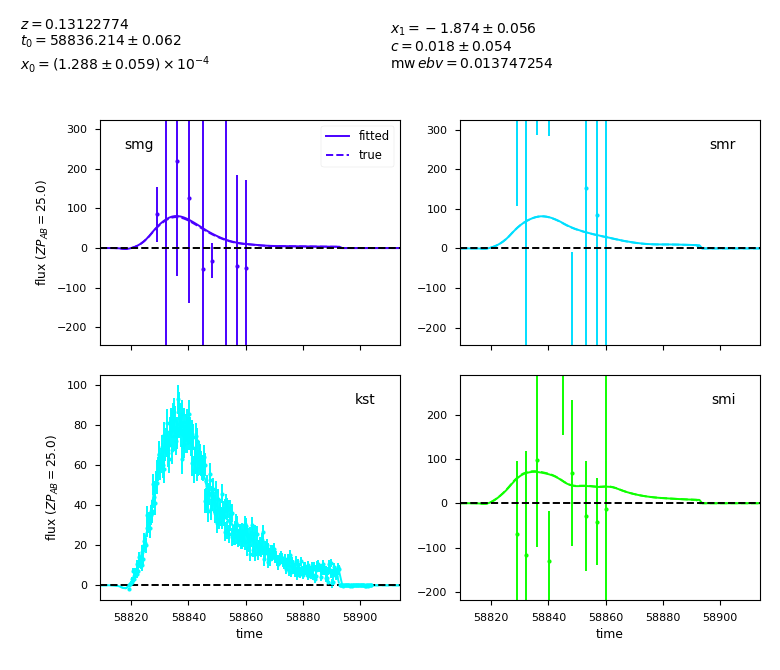 z = 0.13122774
t₀ = 58836.214 ± 0.062
x₀ = (1.288 ± 0.059) × 10⁻⁴
x₁ = −1.874 ± 0.056
c = 0.018 ± 0.054
mw ebv = 0.013747254
300
200
100
0
−100
−200
flux (ZP_AB = 25.0)
smg
fitted
true
300
200
100
0
−100
−200
smr
100
80
60
40
20
0
flux (ZP_AB = 25.0)
kst
58820 58840 58860 58880 58900
time
200
100
0
−100
−200
smi
58820 58840 58860 58880 58900
time